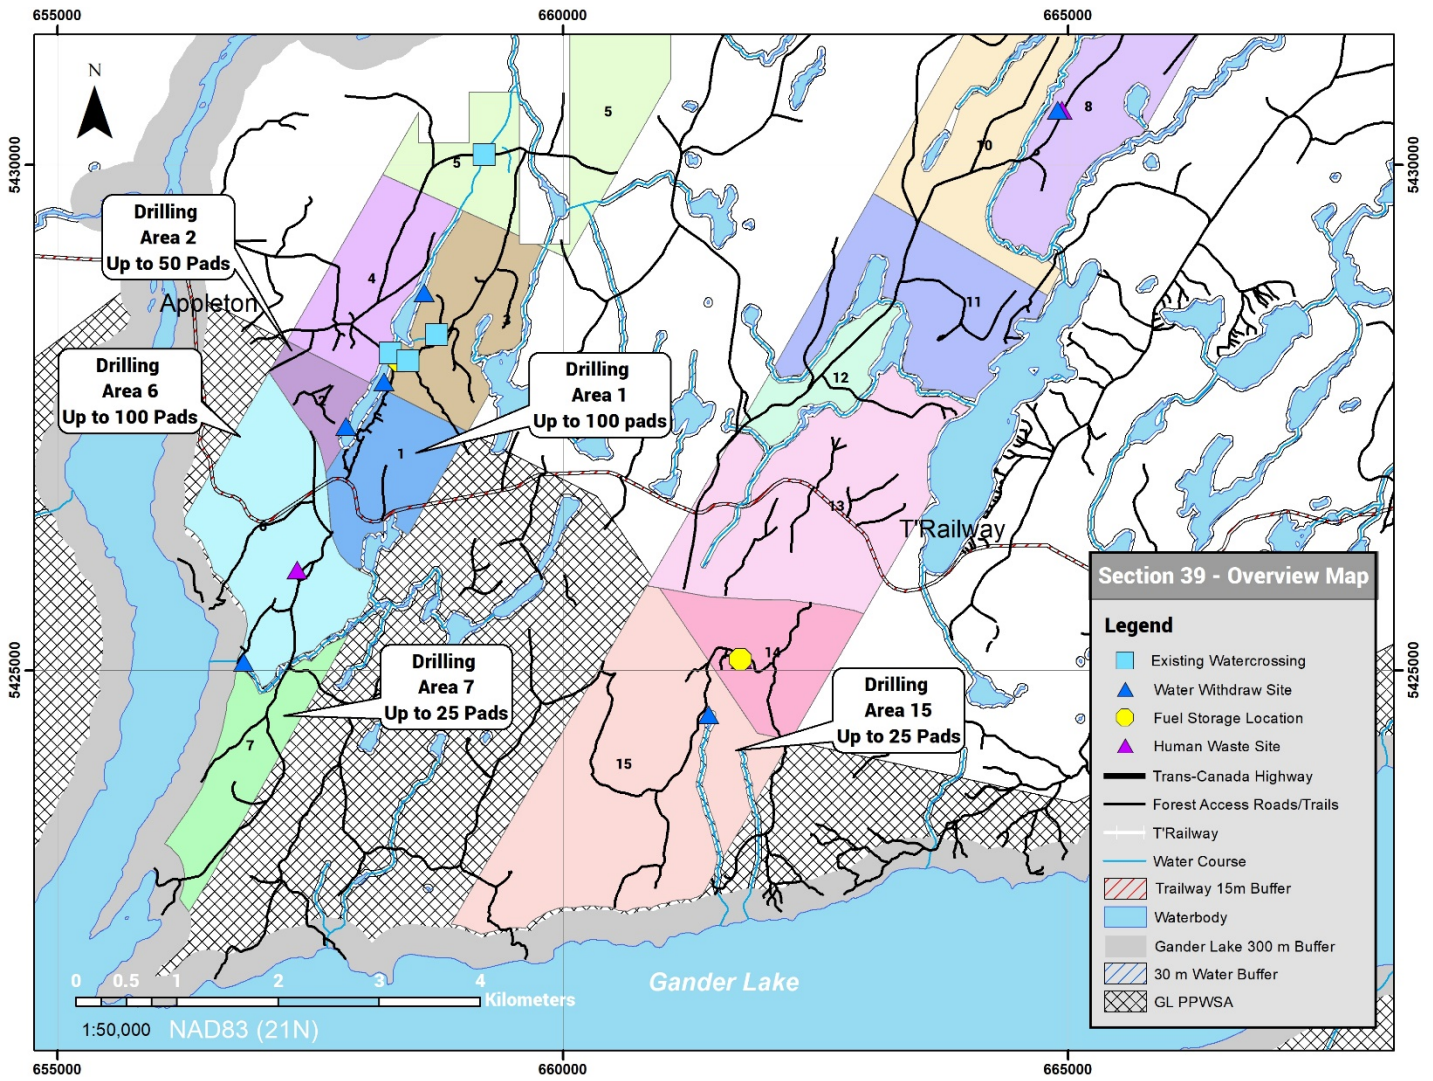 655000
660000
665000
N
5430000
5430000
8
5
10
5
Drilling
Area 2
Up to 50 Pads
4
Appleton
11
3
Drilling
Area 6
Up to 100 Pads
Drilling
Area 1
Up to 100 pads
12
2
1
13
6
T'Railway
Section 39 - Overview Map
Legend
Existing Watercrossing
Water Withdraw Site
Fuel Storage Location
Human Waste Site
Trans-Canada Highway
Forest Access Roads/Trails
T'Railway
Water Course
Trailway 15m Buffer
Waterbody
Gander Lake 300 m Buffer
30 m Water Buffer
GL PPWSA
5425000
5425000
14
Drilling
Area 7
Up to 25 Pads
Drilling
Area 15
Up to 25 Pads
7
15
Gander Lake
0 0.5 1 2 3 4
Kilometers
1:50,000 NAD83 (21N)
655000
660000
665000